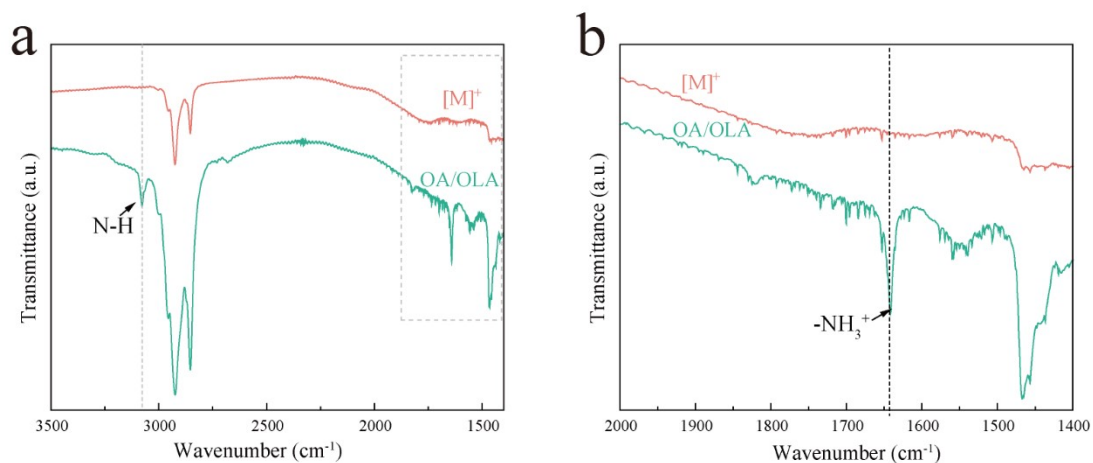 a
[M]⁺
OA/OLA
N-H
Transmittance (a.u.)
3500 3000 2500 2000 1500
Wavenumber (cm⁻¹)
b
[M]⁺
OA/OLA
-NH₃⁺
Transmittance (a.u.)
2000 1900 1800 1700 1600 1500 1400
Wavenumber (cm⁻¹)